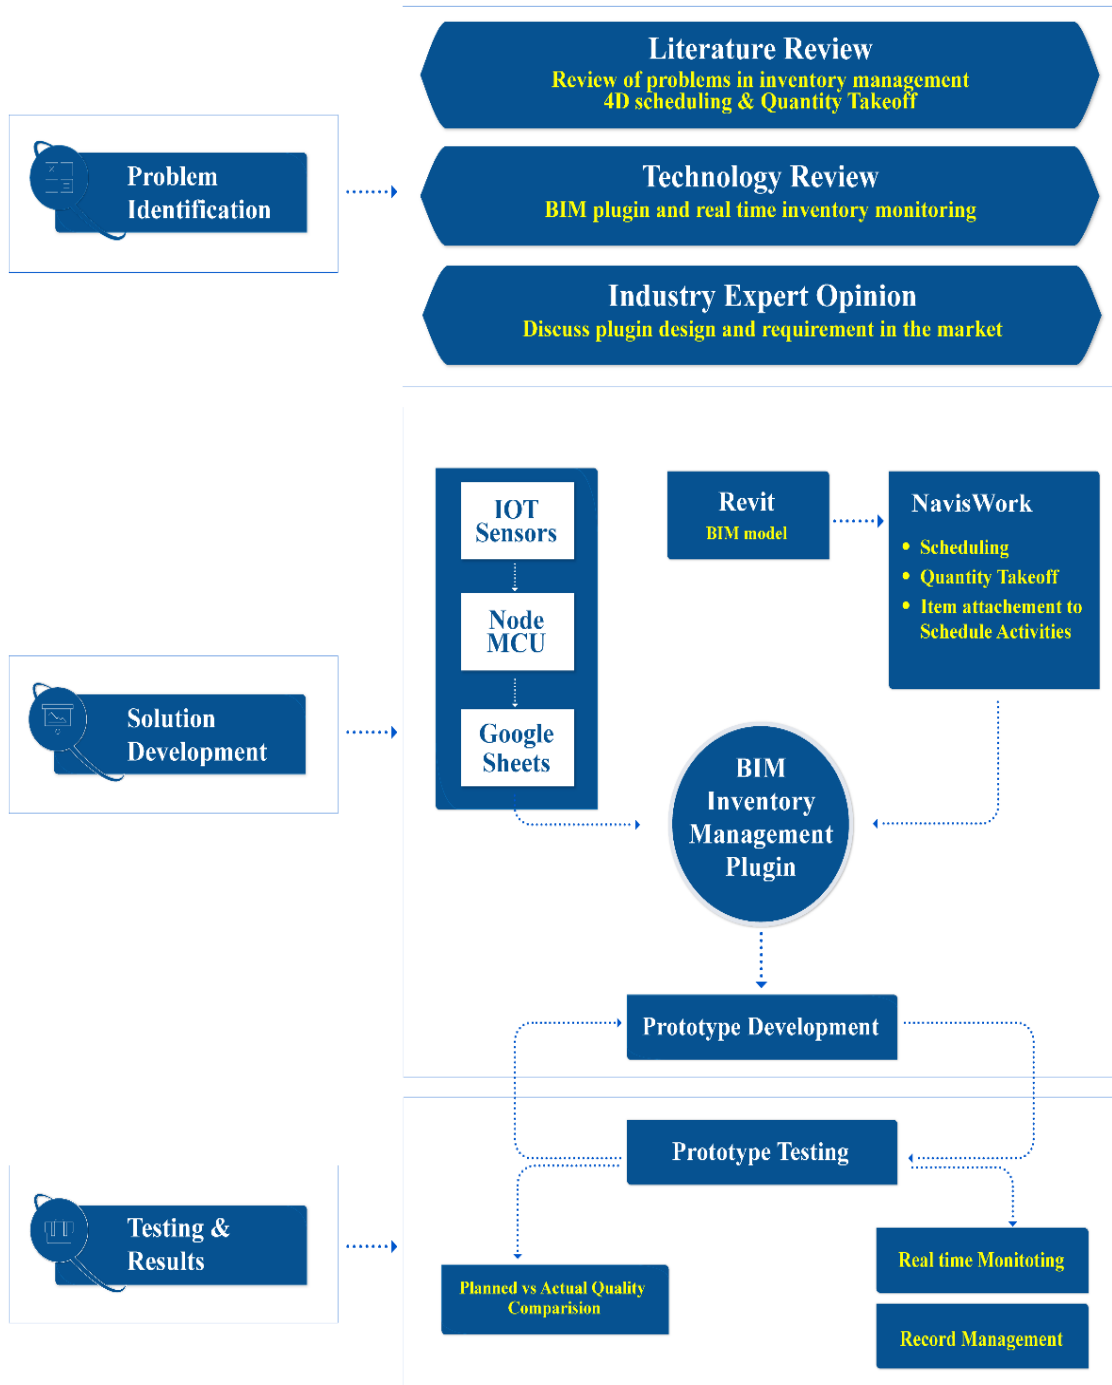 Literature Review
Review of problems in inventory management
4D scheduling & Quantity Takeoff
Problem
Identification
Technology Review
BIM plugin and real time inventory monitoring
Industry Expert Opinion
Discuss plugin design and requirement in the market
IOT
Sensors
Node
MCU
Google
Sheets
Revit
BIM model
NavisWork
• Scheduling
• Quantity Takeoff
• Item attachement to
Schedule Activities
Solution
Development
BIM
Inventory
Management
Plugin
Prototype Development
Prototype Testing
Testing &
Results
Planned vs Actual Quality
Comparision
Real time Monitoting
Record Management